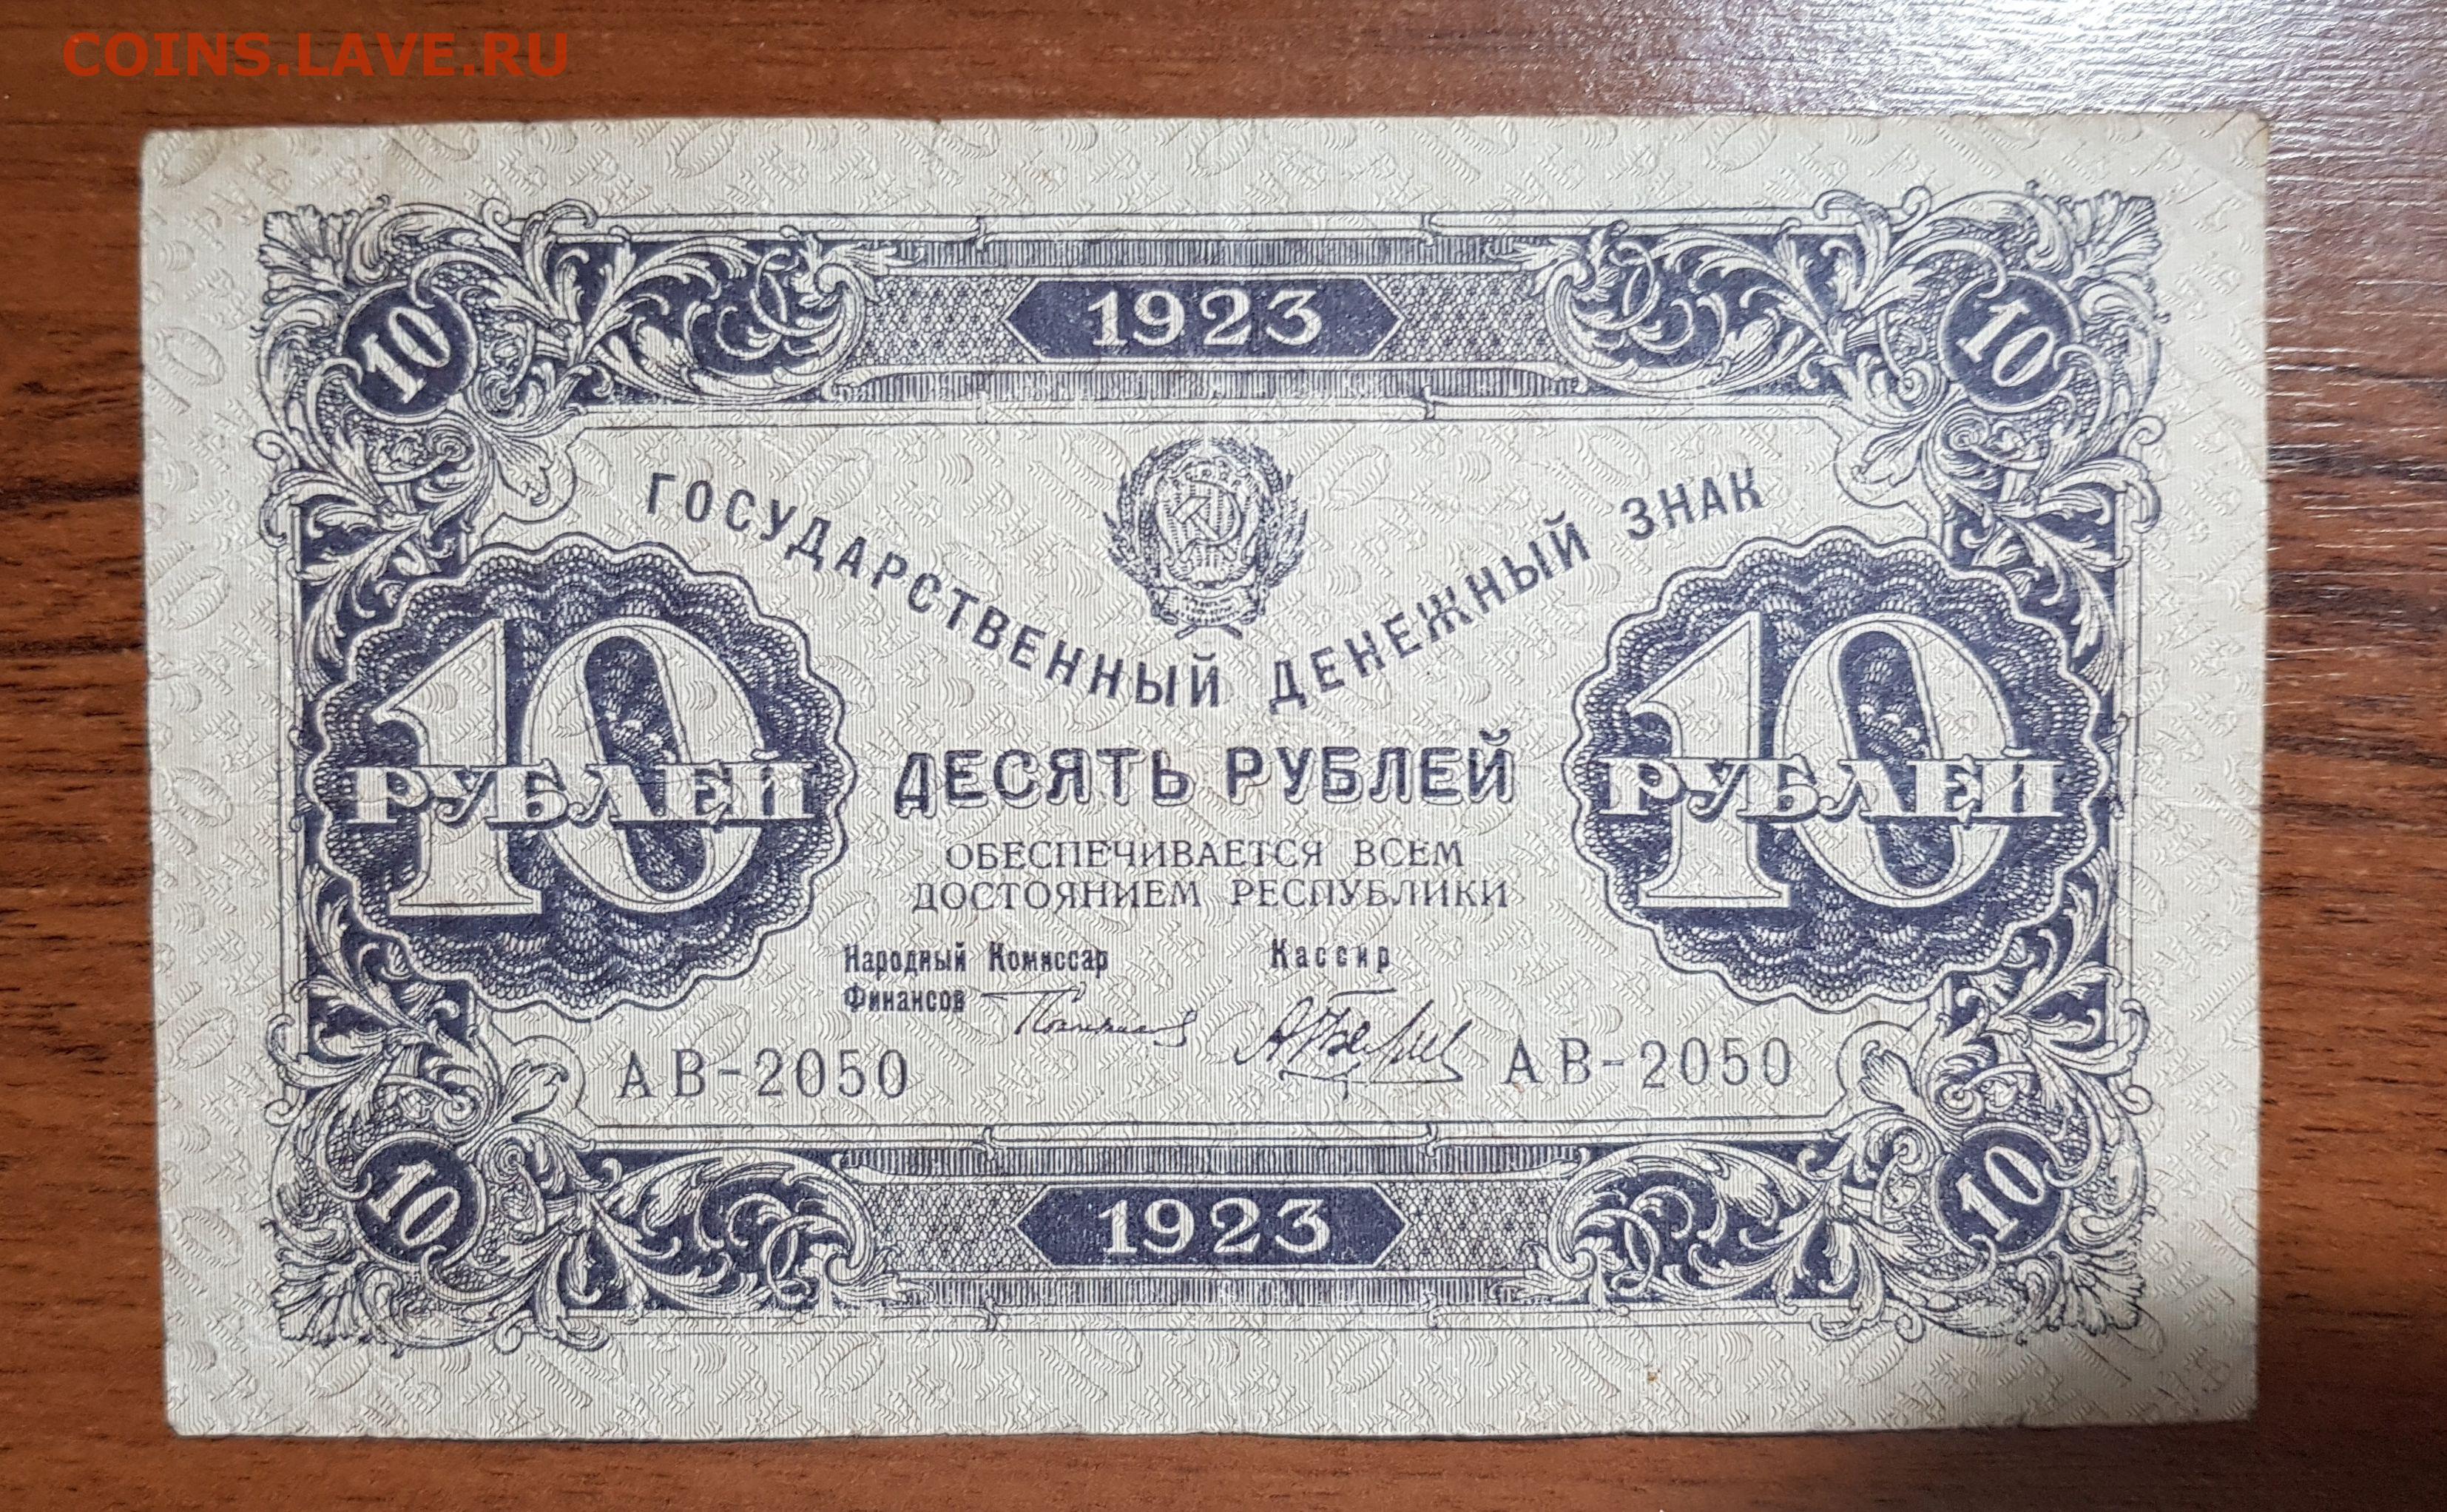 COINS.LAVE.RU
1923
10 10
ГОСУДАРСТВЕННЫЙ ДЕНЕЖНЫЙ ЗНАК
10 10
РУБЛЕЙ ДЕСЯТЬ РУБЛЕЙ РУБЛЕЙ
ОБЕСПЕЧИВАЕТСЯ ВСЕМ
ДОСТОЯНИЕМ РЕСПУБЛИКИ
Народный Комиссар Кассир
Финансов
АВ-2050 АВ-2050
10 10
1923